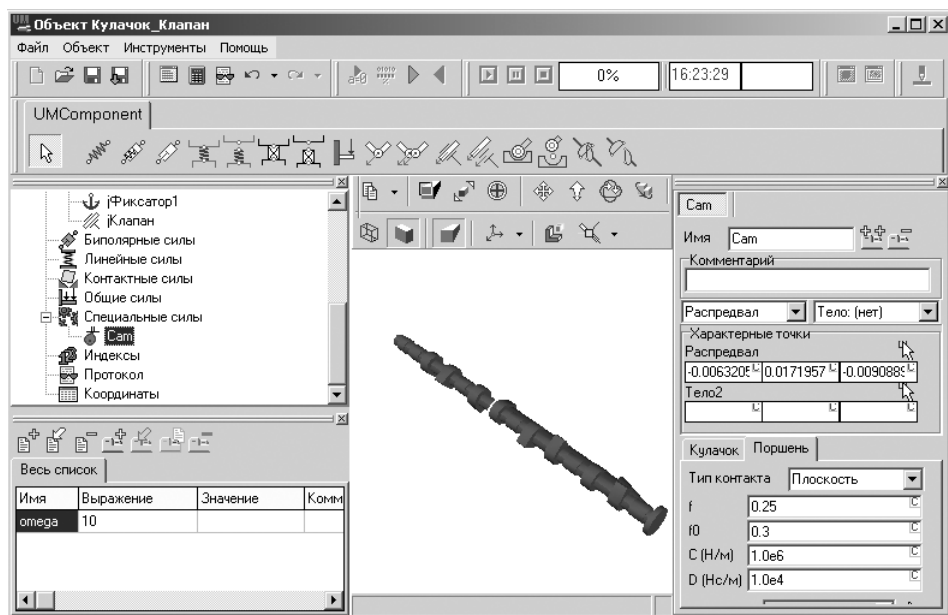 Объект Кулачок_Клапан
Файл Объект Инструменты Помощь
0% 16:23:29
UMComponent
jФиксатор1
jКлапан
Биполярные силы
Линейные силы
Контактные силы
Общие силы
Специальные силы
Cam
Индексы
Протокол
Координаты
Весь список
Имя Выражение Значение Комм
omega 10
Cam
Имя Cam
Комментарий
Распредвал Тело: (нет)
Характерные точки
Распредвал
-0.0063205 0.0171957 -0.0090889
Тело2
Кулачок Поршень
Тип контакта Плоскость
f 0.25
f0 0.3
C (Н/м) 1.0e6
D (Нс/м) 1.0e4